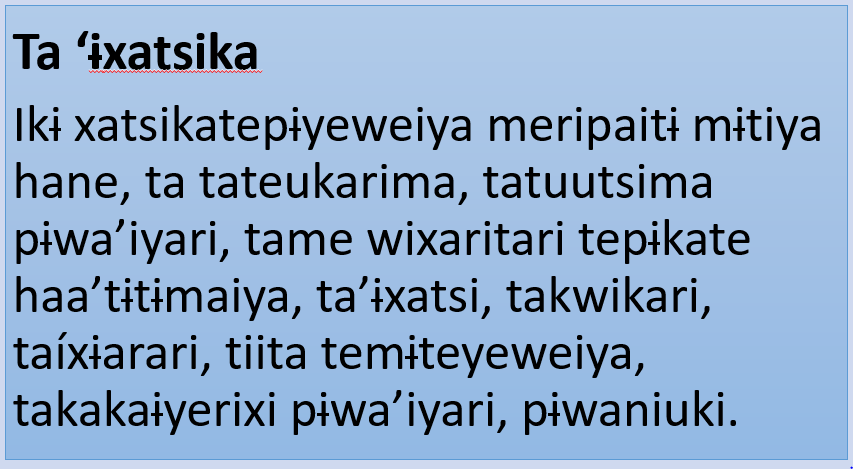 Ta ‘ɨxatsika
Ikɨ xatsikatepɨyeweiya meripaitɨ mɨtiya
hane, ta tateukarima, tatuutsima
pɨwa’iyari, tame wixaritari tepɨkate
haa’tɨtɨmaiya, ta’ɨxatsi, takwikari,
taíxɨarari, tiita temɨteyeweiya,
takakaɨyerixi pɨwa’iyari, pɨwaniuki.